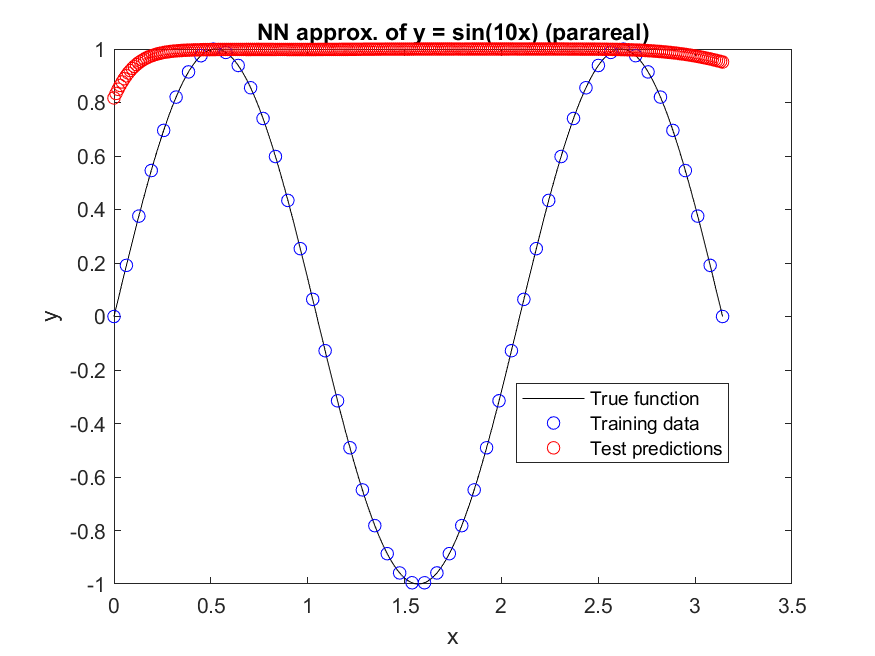 NN approx. of y = sin(10x) (parareal)
1
0.8
0.6
0.4
0.2
0
-0.2
-0.4
-0.6
-0.8
-1
y
True function
Training data
Test predictions
0 0.5 1 1.5 2 2.5 3 3.5
x